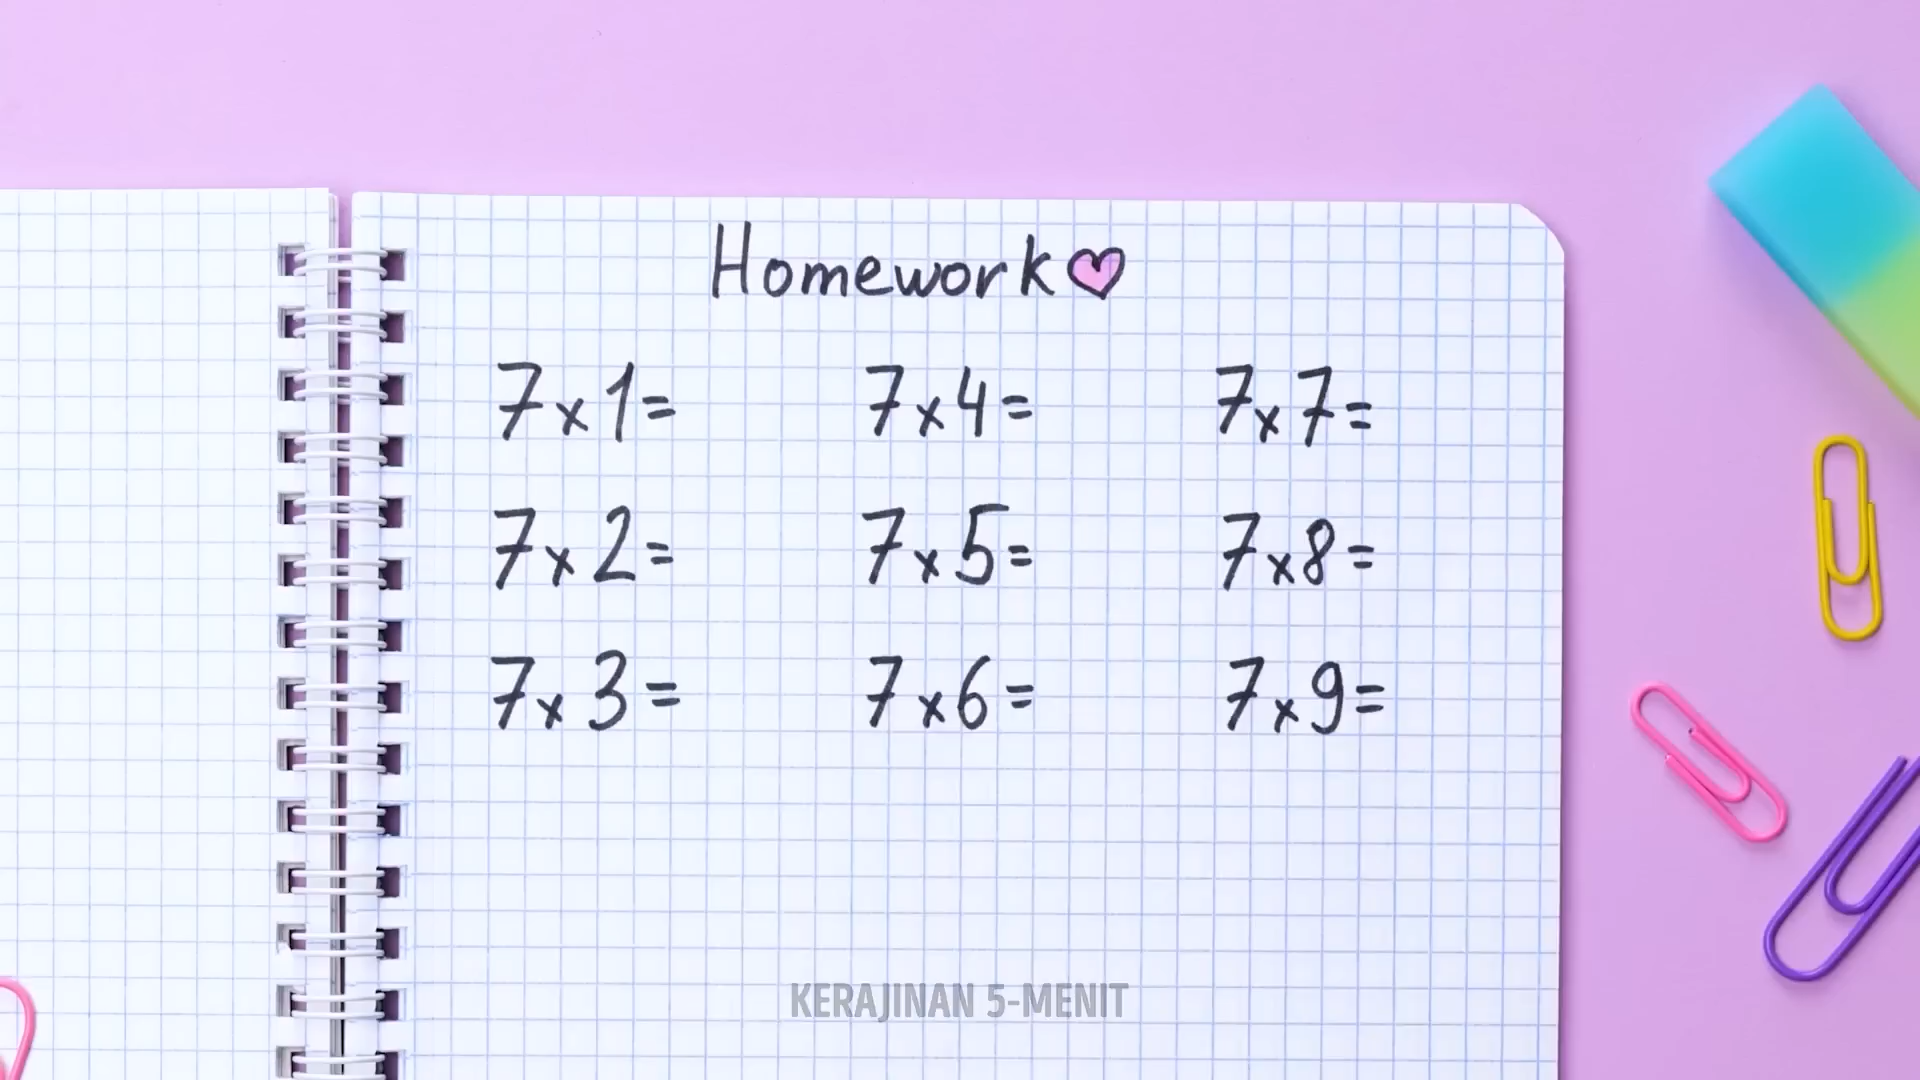 Homework
7x1= 7x4= 7x7=
7x2= 7x5= 7x8=
7x3= 7x6= 7x9=
KERAJINAN 5-MENIT